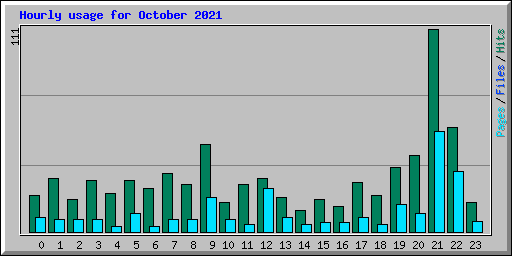 Hourly usage for October 2021
111
Pages/Files/Hits
0 1 2 3 4 5 6 7 8 9 10 11 12 13 14 15 16 17 18 19 20 21 22 23